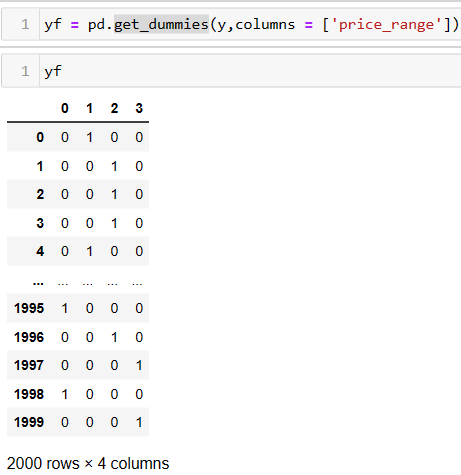 1 yf = pd.get_dummies(y,columns = ['price_range'])
1 yf
0 1 2 3
0 0 1 0 0
1 0 0 1 0
2 0 0 1 0
3 0 0 1 0
4 0 1 0 0
... ... ... ... ...
1995 1 0 0 0
1996 0 0 1 0
1997 0 0 0 1
1998 1 0 0 0
1999 0 0 0 1
2000 rows × 4 columns